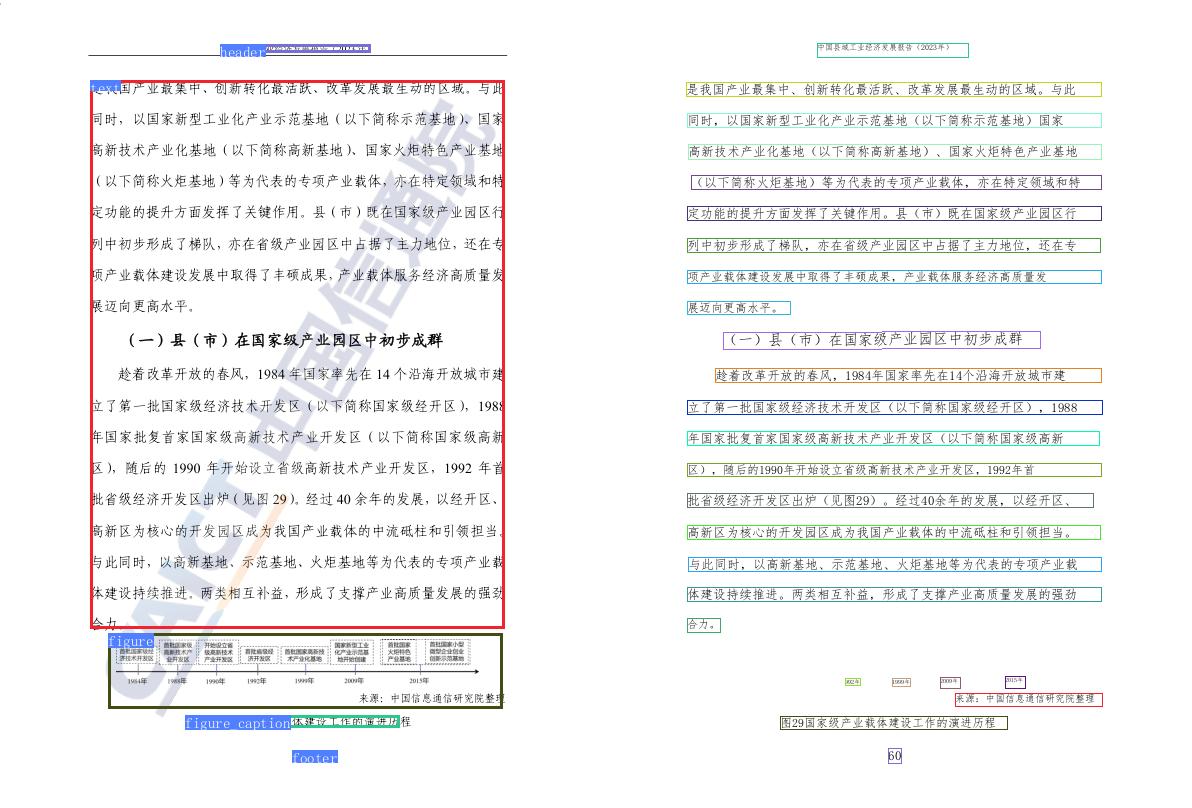 header
中国县域工业经济发展报告（2023年）
text
国产业最集中、创新转化最活跃、改革发展最生动的区域。与此
同时，以国家新型工业化产业示范基地（以下简称示范基地）、国家
高新技术产业化基地（以下简称高新基地）、国家火炬特色产业基地
（以下简称火炬基地）等为代表的专项产业载体，亦在特定领域和特
定功能的提升方面发挥了关键作用。县（市）既在国家级产业园区行
列中初步形成了梯队，亦在省级产业园区中占据了主力地位，还在专
项产业载体建设发展中取得了丰硕成果，产业载体服务经济高质量发
展迈向更高水平。
（一）县（市）在国家级产业园区中初步成群
趁着改革开放的春风，1984 年国家率先在 14 个沿海开放城市建
立了第一批国家级经济技术开发区（以下简称国家级经开区），1988
年国家批复首家国家级高新技术产业开发区（以下简称国家级高新
区），随后的 1990 年开始设立省级高新技术产业开发区，1992 年首
批省级经济开发区出炉（见图 29）。经过 40 余年的发展，以经开区、
高新区为核心的开发园区成为我国产业载体的中流砥柱和引领担当。
与此同时，以高新基地、示范基地、火炬基地等为代表的专项产业载
体建设持续推进。两类相互补益，形成了支撑产业高质量发展的强劲
合力。
figure
首批国家级经
济技术开发区
首批国家级
高新技术产
业开发区
开始设立省
级高新技术
产业开发区
首批省级经
济开发区
首批国家高新技
术产业化基地
国家新型工业
化产业示范基
地开始创建
首批国家
火炬特色
产业基地
首批国家小型
微型企业创业
创新示范基地
1984年
1988年
1990年
1992年
1999年
2009年
2015年
来源：中国信息通信研究院整理
figure_caption
体建设工作的演进历程
footer
CAICT 中国信通院
中国县域工业经济发展报告（2023年）
是我国产业最集中、创新转化最活跃、改革发展最生动的区域。与此
同时，以国家新型工业化产业示范基地（以下简称示范基地）国家
高新技术产业化基地（以下简称高新基地）、国家火炬特色产业基地
（以下简称火炬基地）等为代表的专项产业载体，亦在特定领域和特
定功能的提升方面发挥了关键作用。县（市）既在国家级产业园区行
列中初步形成了梯队，亦在省级产业园区中占据了主力地位，还在专
项产业载体建设发展中取得了丰硕成果，产业载体服务经济高质量发
展迈向更高水平。
（一）县（市）在国家级产业园区中初步成群
趁着改革开放的春风，1984年国家率先在14个沿海开放城市建
立了第一批国家级经济技术开发区（以下简称国家级经开区），1988
年国家批复首家国家级高新技术产业开发区（以下简称国家级高新
区），随后的1990年开始设立省级高新技术产业开发区，1992年首
批省级经济开发区出炉（见图29）。经过40余年的发展，以经开区、
高新区为核心的开发园区成为我国产业载体的中流砥柱和引领担当。
与此同时，以高新基地、示范基地、火炬基地等为代表的专项产业载
体建设持续推进。两类相互补益，形成了支撑产业高质量发展的强劲
合力。
992年
1999年
2009年
2015年
来源：中国信息通信研究院整理
图29国家级产业载体建设工作的演进历程
60